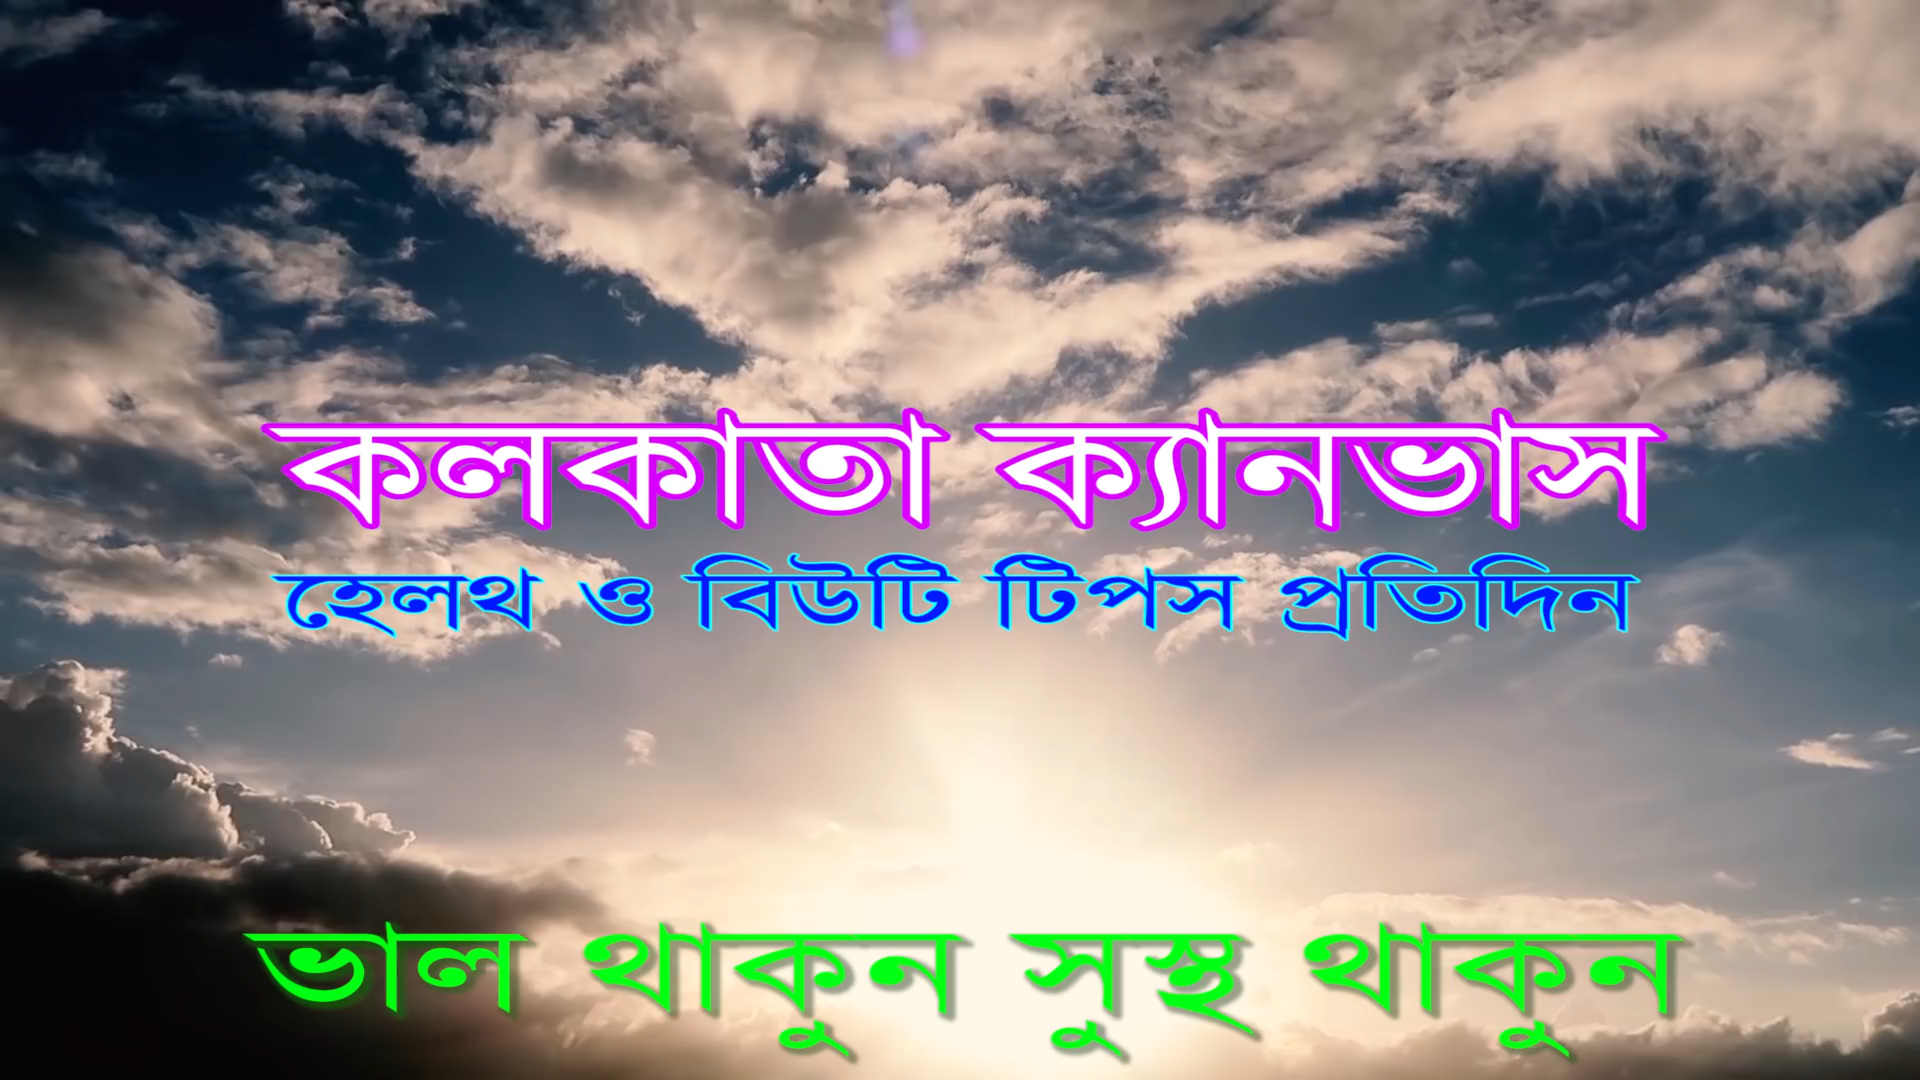 কলকাতা ক্যানভাস
হেলথ ও বিউটি টিপস প্রতিদিন
ভাল থাকুন সুস্থ থাকুন